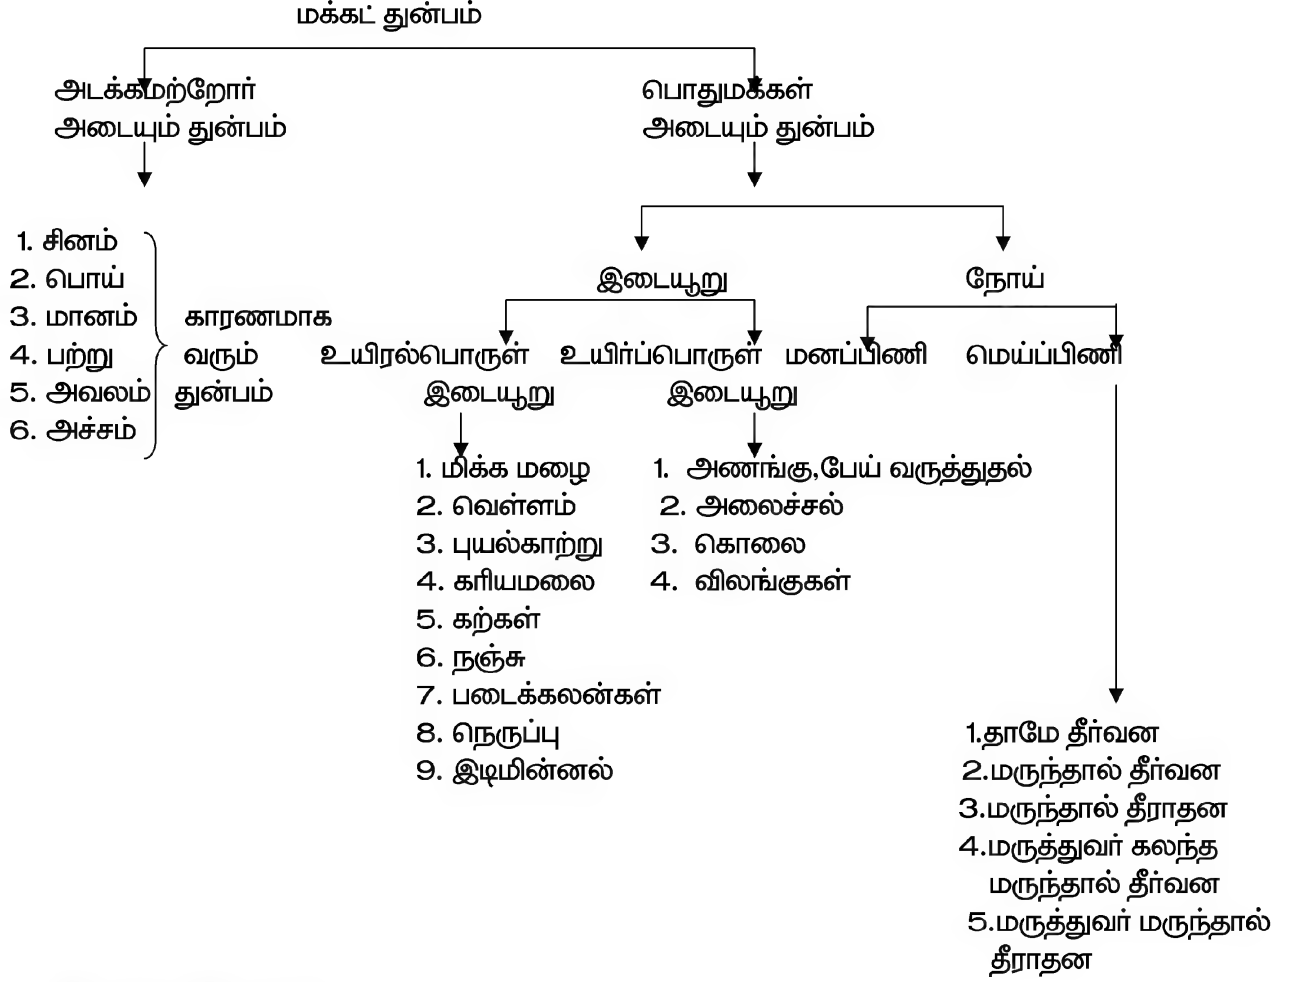 மக்கட் துன்பம்
அடக்கமற்றோர்
அடையும் துன்பம்
பொதுமக்கள்
அடையும் துன்பம்
1. சினம்
2. பொய்
3. மானம்
4. பற்று
5. அவலம்
6. அச்சம்
காரணமாக
வரும்
துன்பம்
இடையூறு
நோய்
உயிரல்பொருள்
இடையூறு
உயிர்ப்பொருள்
இடையூறு
மனப்பிணி
மெய்ப்பிணி
1. மிக்க மழை
2. வெள்ளம்
3. புயல்காற்று
4. கரியமலை
5. கற்கள்
6. நஞ்சு
7. படைக்கலன்கள்
8. நெருப்பு
9. இடிமின்னல்
1. அணங்கு,பேய் வருத்துதல்
2. அலைச்சல்
3. கொலை
4. விலங்குகள்
1.தாமே தீர்வன
2.மருந்தால் தீர்வன
3.மருந்தால் தீராதன
4.மருத்துவர் கலந்த
மருந்தால் தீர்வன
5.மருத்துவர் மருந்தால்
தீராதன